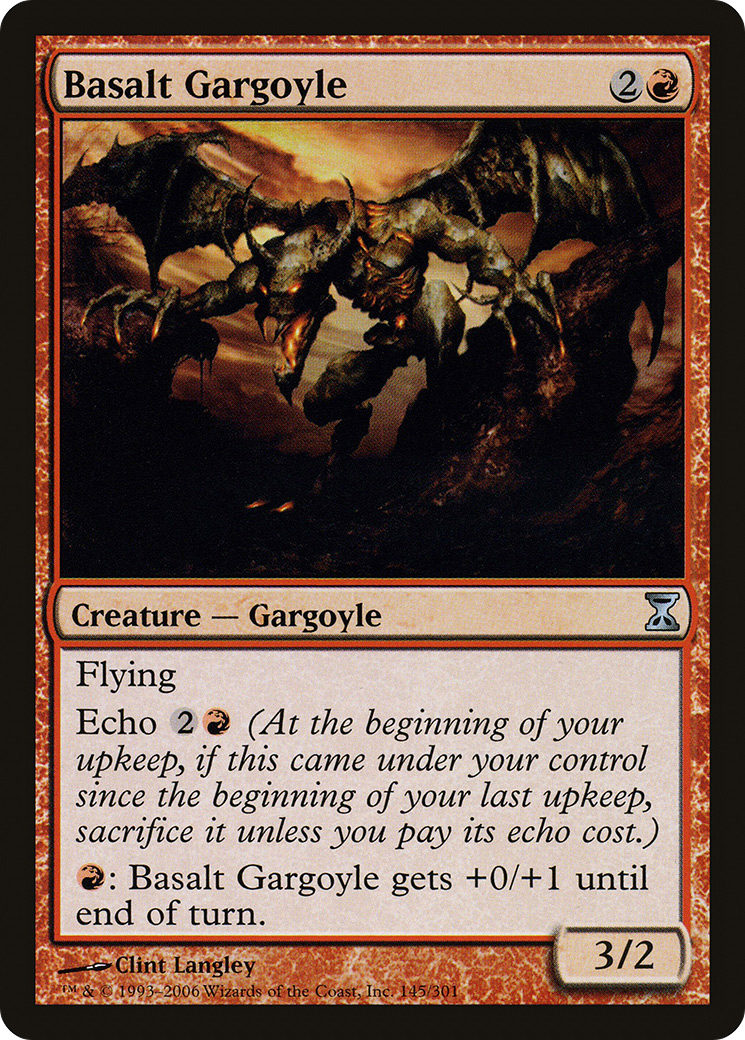 Basalt Gargoyle 2
Creature — Gargoyle
Flying
Echo 2 (At the beginning of your
upkeep, if this came under your control
since the beginning of your last upkeep,
sacrifice it unless you pay its echo cost.)
: Basalt Gargoyle gets +0/+1 until
end of turn.
3/2
Clint Langley
™ & © 1993–2006 Wizards of the Coast, Inc. 145/301